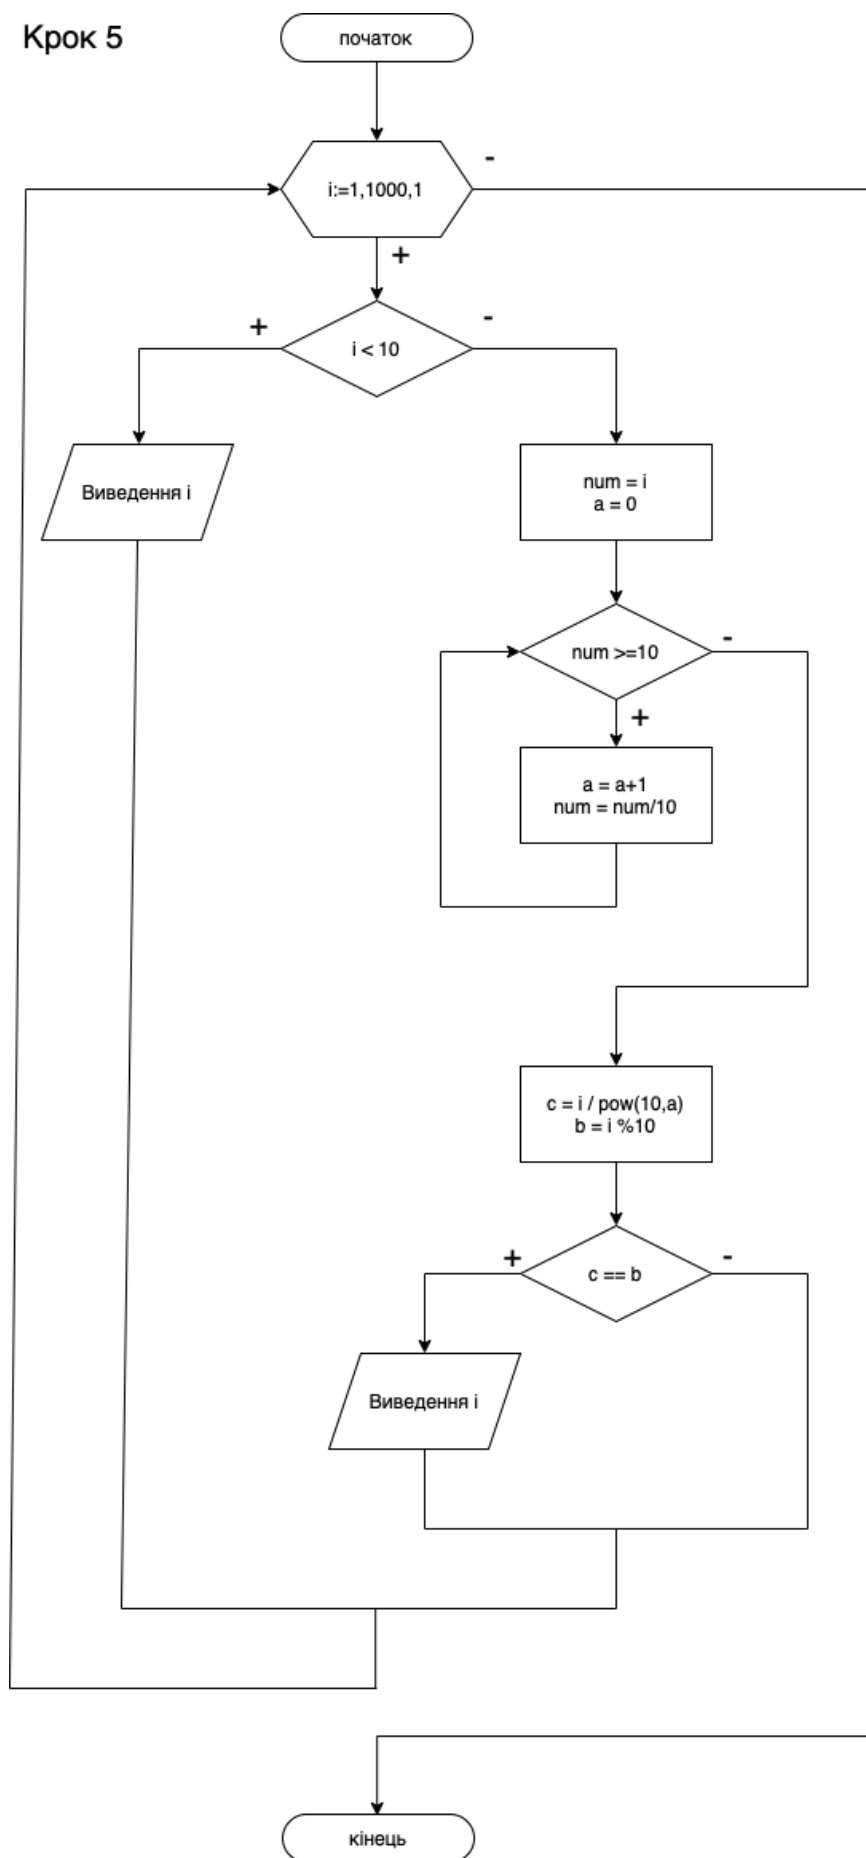 Крок 5
початок
i:=1,1000,1
-
+
i < 10
+
-
Виведення і
num = i
a = 0
num >=10
-
+
a = a+1
num = num/10
c = i / pow(10,a)
b = i %10
c == b
+
-
Виведення і
кінець